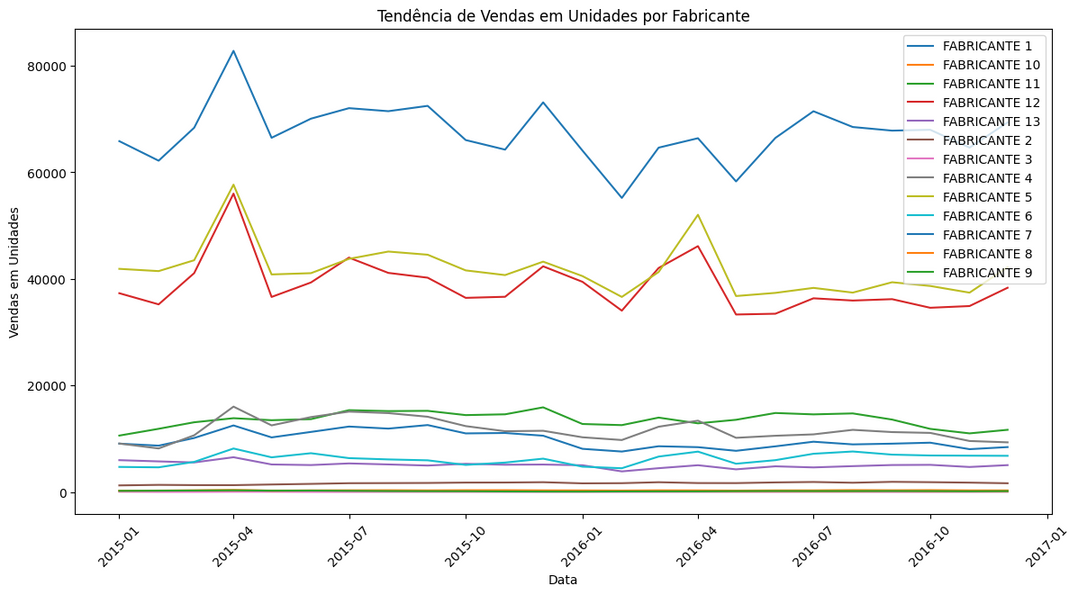 Tendência de Vendas em Unidades por Fabricante
FABRICANTE 1
FABRICANTE 10
FABRICANTE 11
FABRICANTE 12
FABRICANTE 13
FABRICANTE 2
FABRICANTE 3
FABRICANTE 4
FABRICANTE 5
FABRICANTE 6
FABRICANTE 7
FABRICANTE 8
FABRICANTE 9
Vendas em Unidades
80000
60000
40000
20000
0
2015-01
2015-04
2015-07
2015-10
2016-01
2016-04
2016-07
2016-10
2017-01
Data